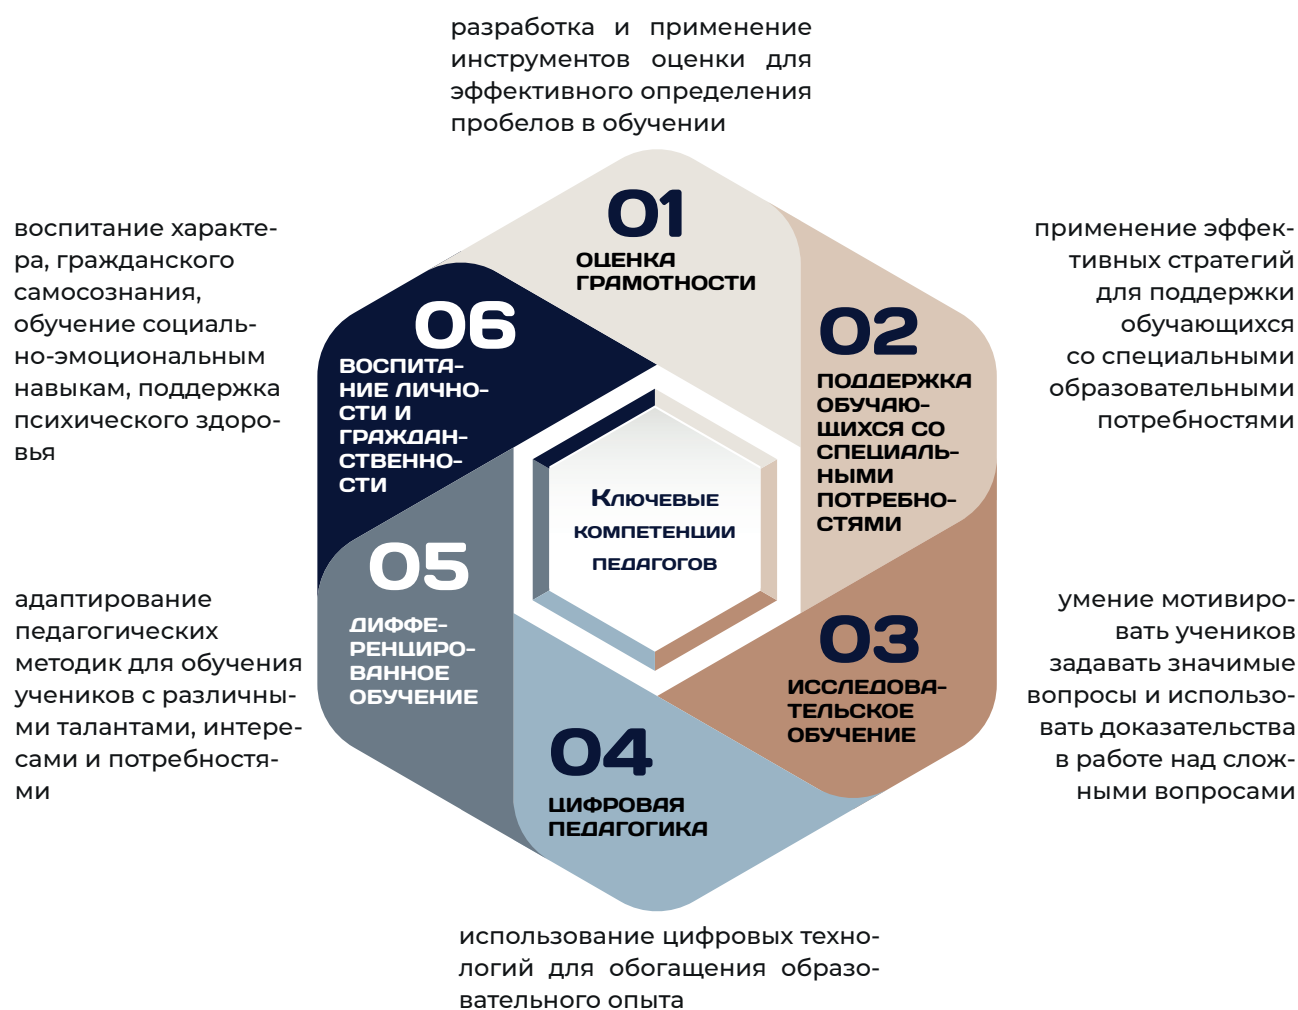 разработка и применение
инструментов оценки для
эффективного определения
пробелов в обучении
01
ОЦЕНКА
ГРАМОТНОСТИ
применение эффек-
тивных стратегий
для поддержки
обучающихся
со специальными
образовательными
потребностями
02
ПОДДЕРЖКА
ОБУЧАЮ-
ЩИХСЯ СО
СПЕЦИАЛЬ-
НЫМИ
ПОТРЕБНО-
СТЯМИ
умение мотивиро-
вать учеников
задавать значимые
вопросы и использо-
вать доказательства
в работе над слож-
ными вопросами
03
ИССЛЕДОВА-
ТЕЛЬСКОЕ
ОБУЧЕНИЕ
04
ЦИФРОВАЯ
ПЕДАГОГИКА
использование цифровых техно-
логий для обогащения образо-
вательного опыта
адаптирование
педагогических
методик для обучения
учеников с различны-
ми талантами, интере-
сами и потребностя-
ми
05
ДИФФЕ-
РЕНЦИРО-
ВАННОЕ
ОБУЧЕНИЕ
воспитание характе-
ра, гражданского
самосознания,
обучение социаль-
но-эмоциональным
навыкам, поддержка
психического здоро-
вья
06
ВОСПИТА-
НИЕ ЛИЧНО-
СТИ И
ГРАЖДАН-
СТВЕННО-
СТИ
Ключевые
компетенции
педагогов